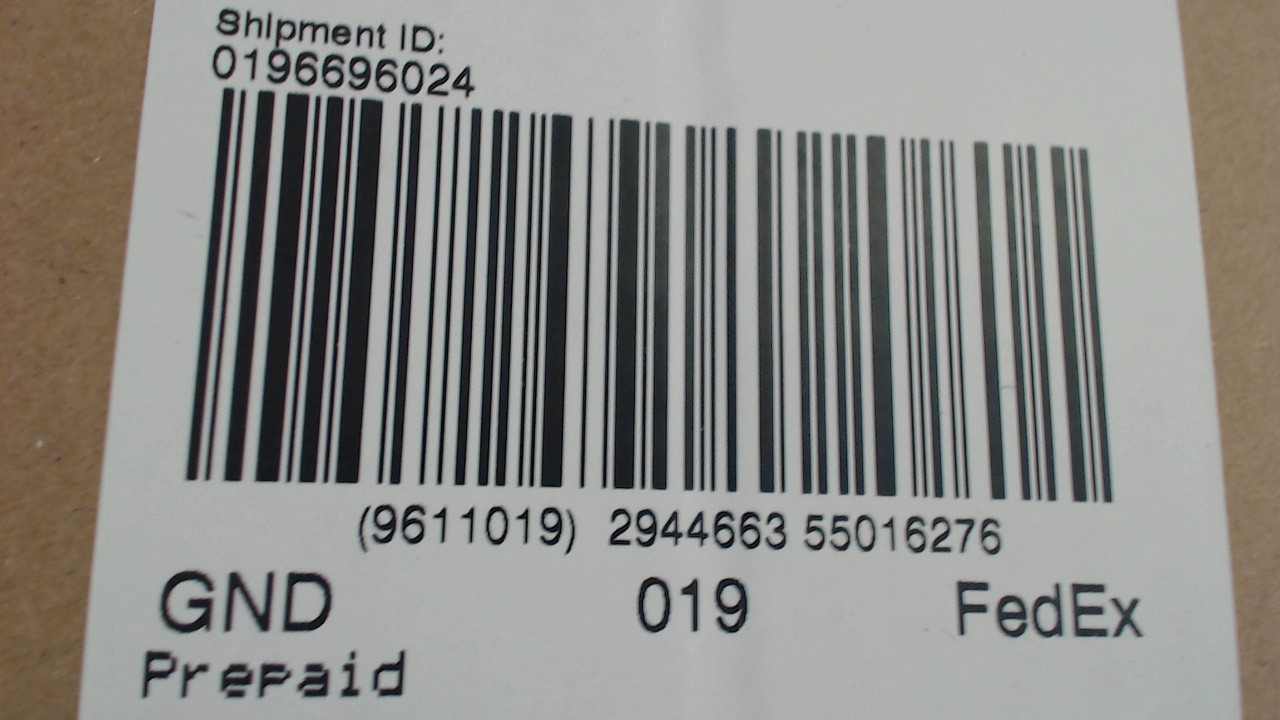 Shipment ID:
0196696024
(9611019) 2944663 55016276
GND 019 FedEx
Prepaid